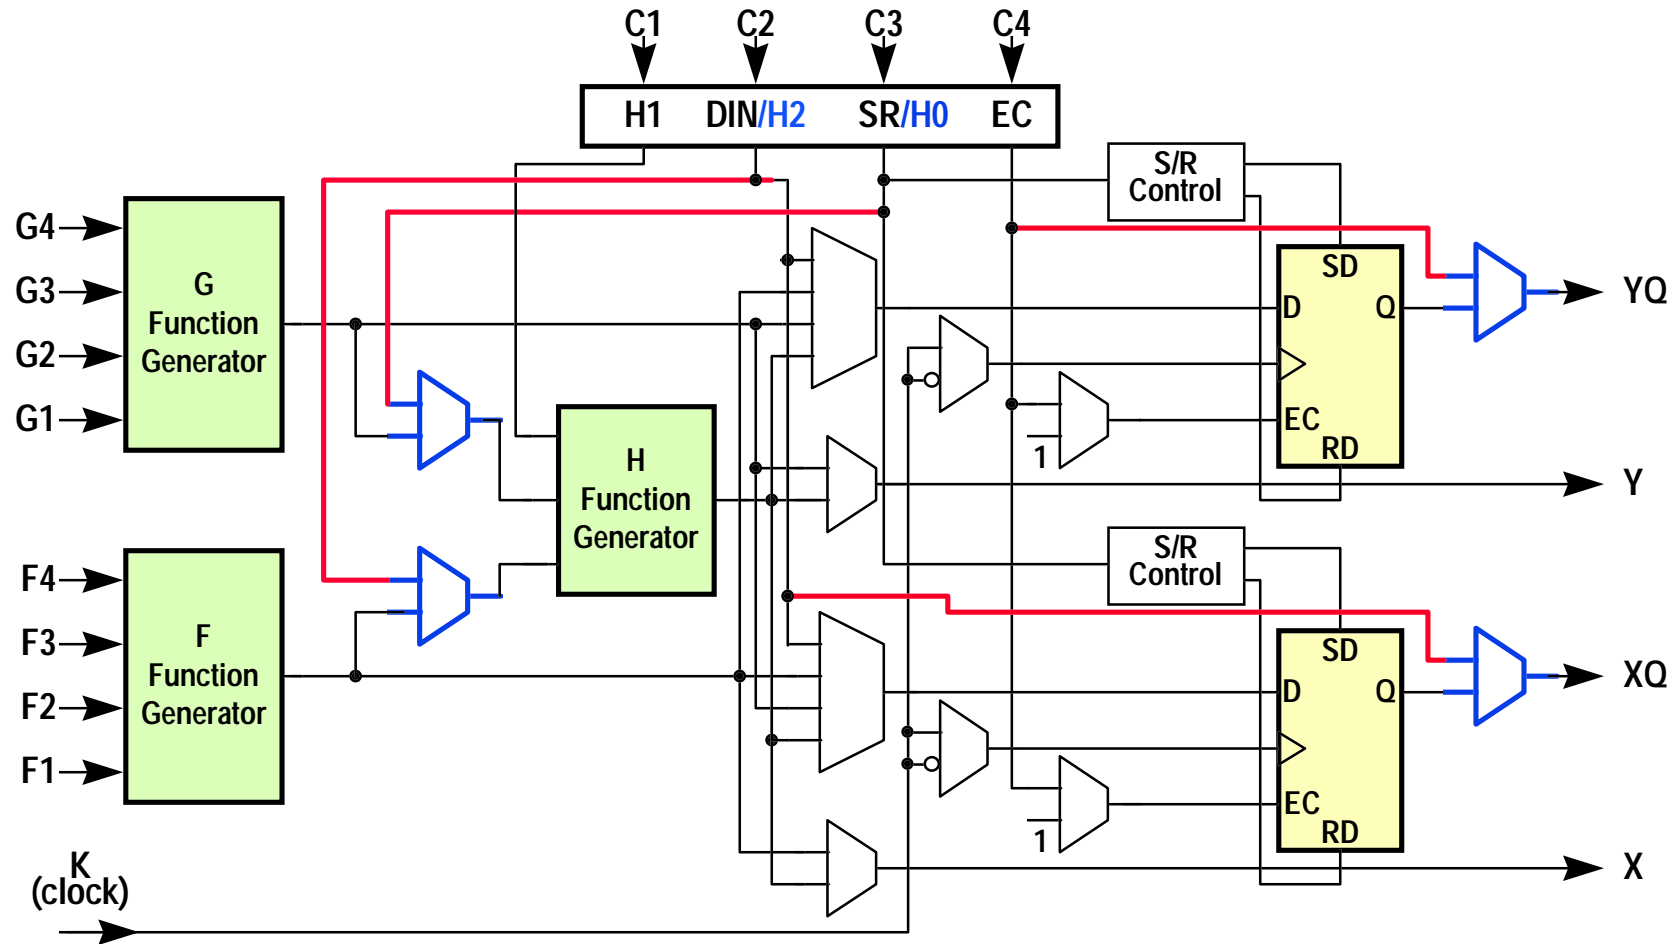 C1 C2 C3 C4
H1 DIN/H2 SR/H0 EC
S/R
Control
G4
G3
G2
G1
G
Function
Generator
SD
D Q
EC
RD
1
YQ
H
Function
Generator
Y
F4
F3
F2
F1
F
Function
Generator
S/R
Control
SD
D Q
EC
RD
1
XQ
X
K
(clock)